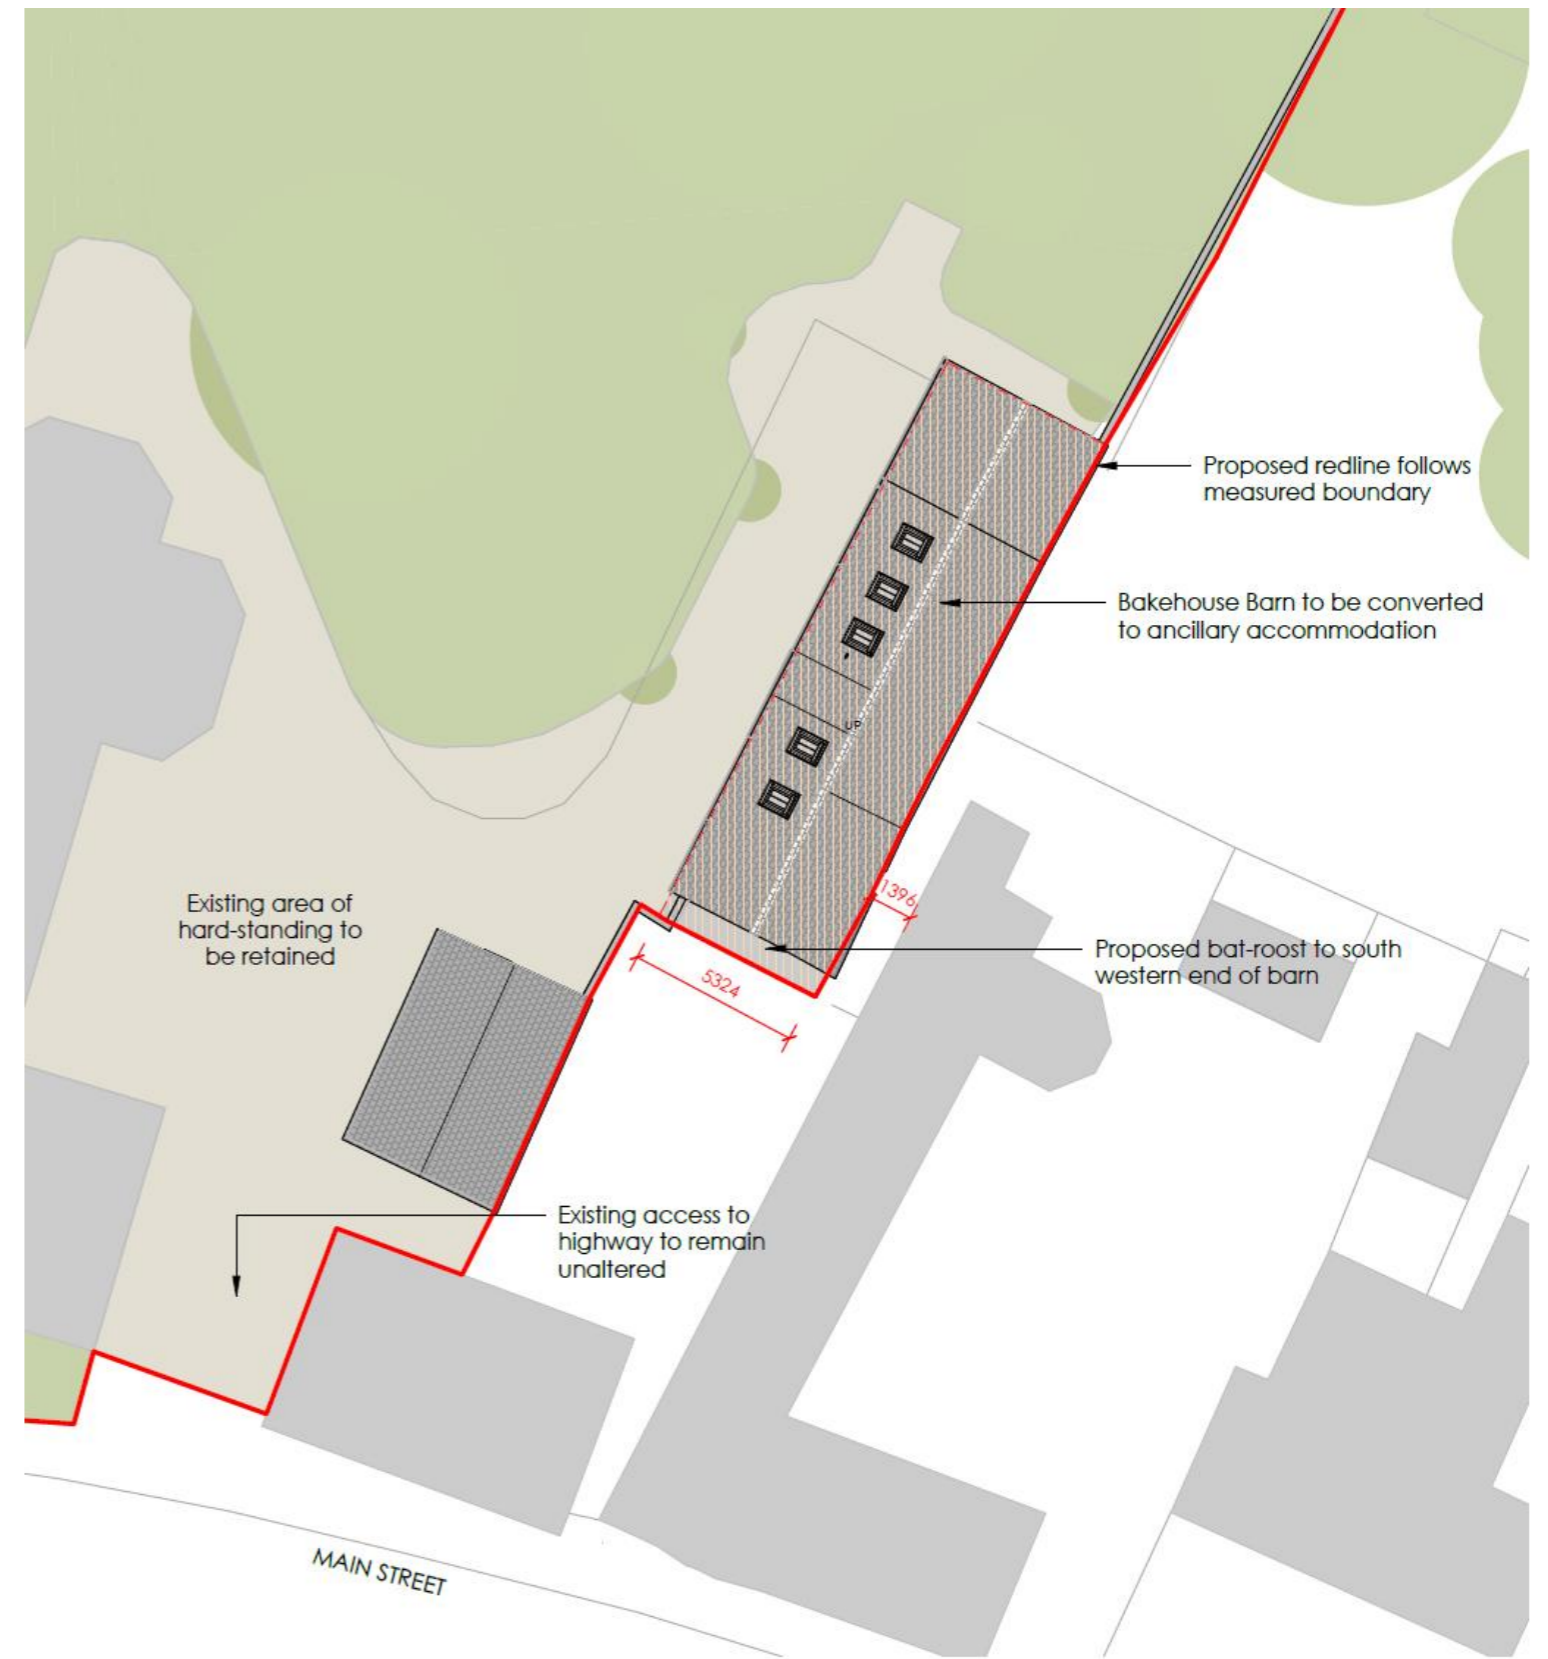 Proposed redline follows
measured boundary
Bakehouse Barn to be converted
to ancillary accommodation
UP
Existing area of
hard-standing to
be retained
1396
Proposed bat-roost to south
western end of barn
5324
Existing access to
highway to remain
unaltered
MAIN STREET